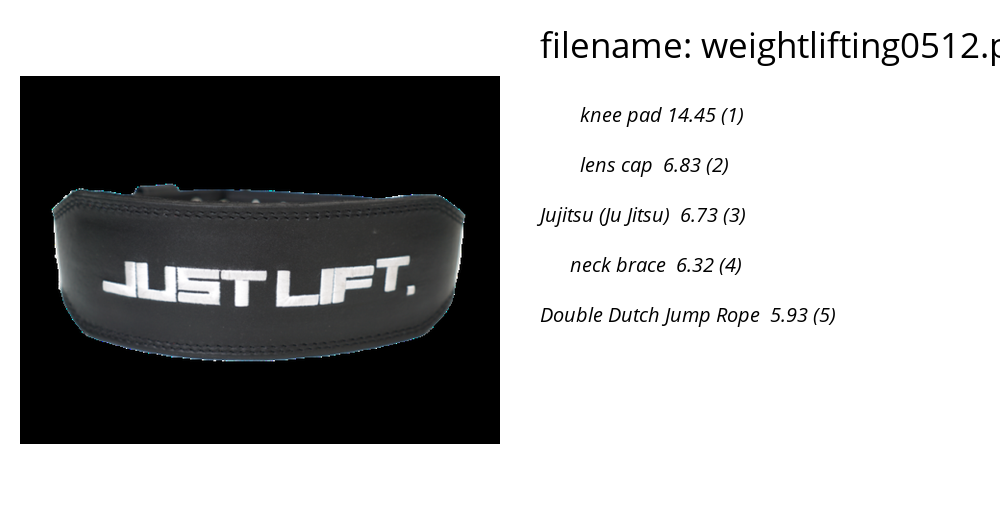 filename: weightlifting0512.p
knee pad 14.45 (1)
lens cap 6.83 (2)
Jujitsu (Ju Jitsu) 6.73 (3)
neck brace 6.32 (4)
Double Dutch Jump Rope 5.93 (5)
JUST LIFT.